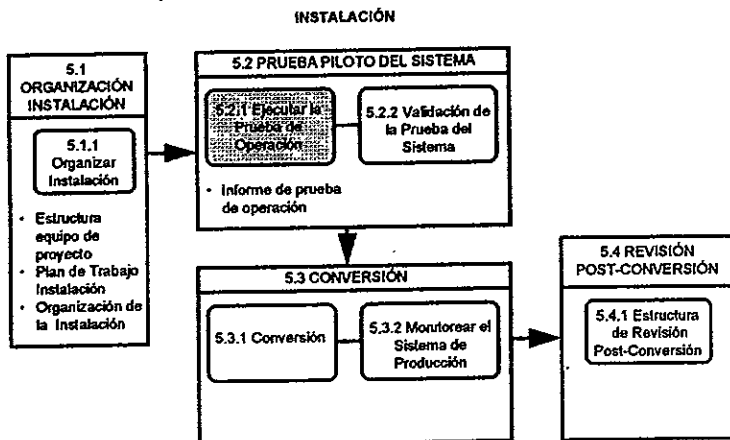 INSTALACIÓN
5.1
ORGANIZACIÓN
INSTALACIÓN
5.1.1
Organizar
Instalación
• Estructura
equipo de
proyecto
• Plan de Trabajo
Instalación
• Organización de
la Instalación
5.2 PRUEBA PILOTO DEL SISTEMA
5.2.1 Ejecutar la
Prueba de
Operación
5.2.2 Validación de
la Prueba del
Sistema
• Informe de prueba
de operación
5.3 CONVERSIÓN
5.3.1 Conversión
5.3.2 Monitorear el
Sistema de
Producción
5.4 REVISIÓN
POST-CONVERSIÓN
5.4.1 Estructura
de Revisión
Post-Conversión